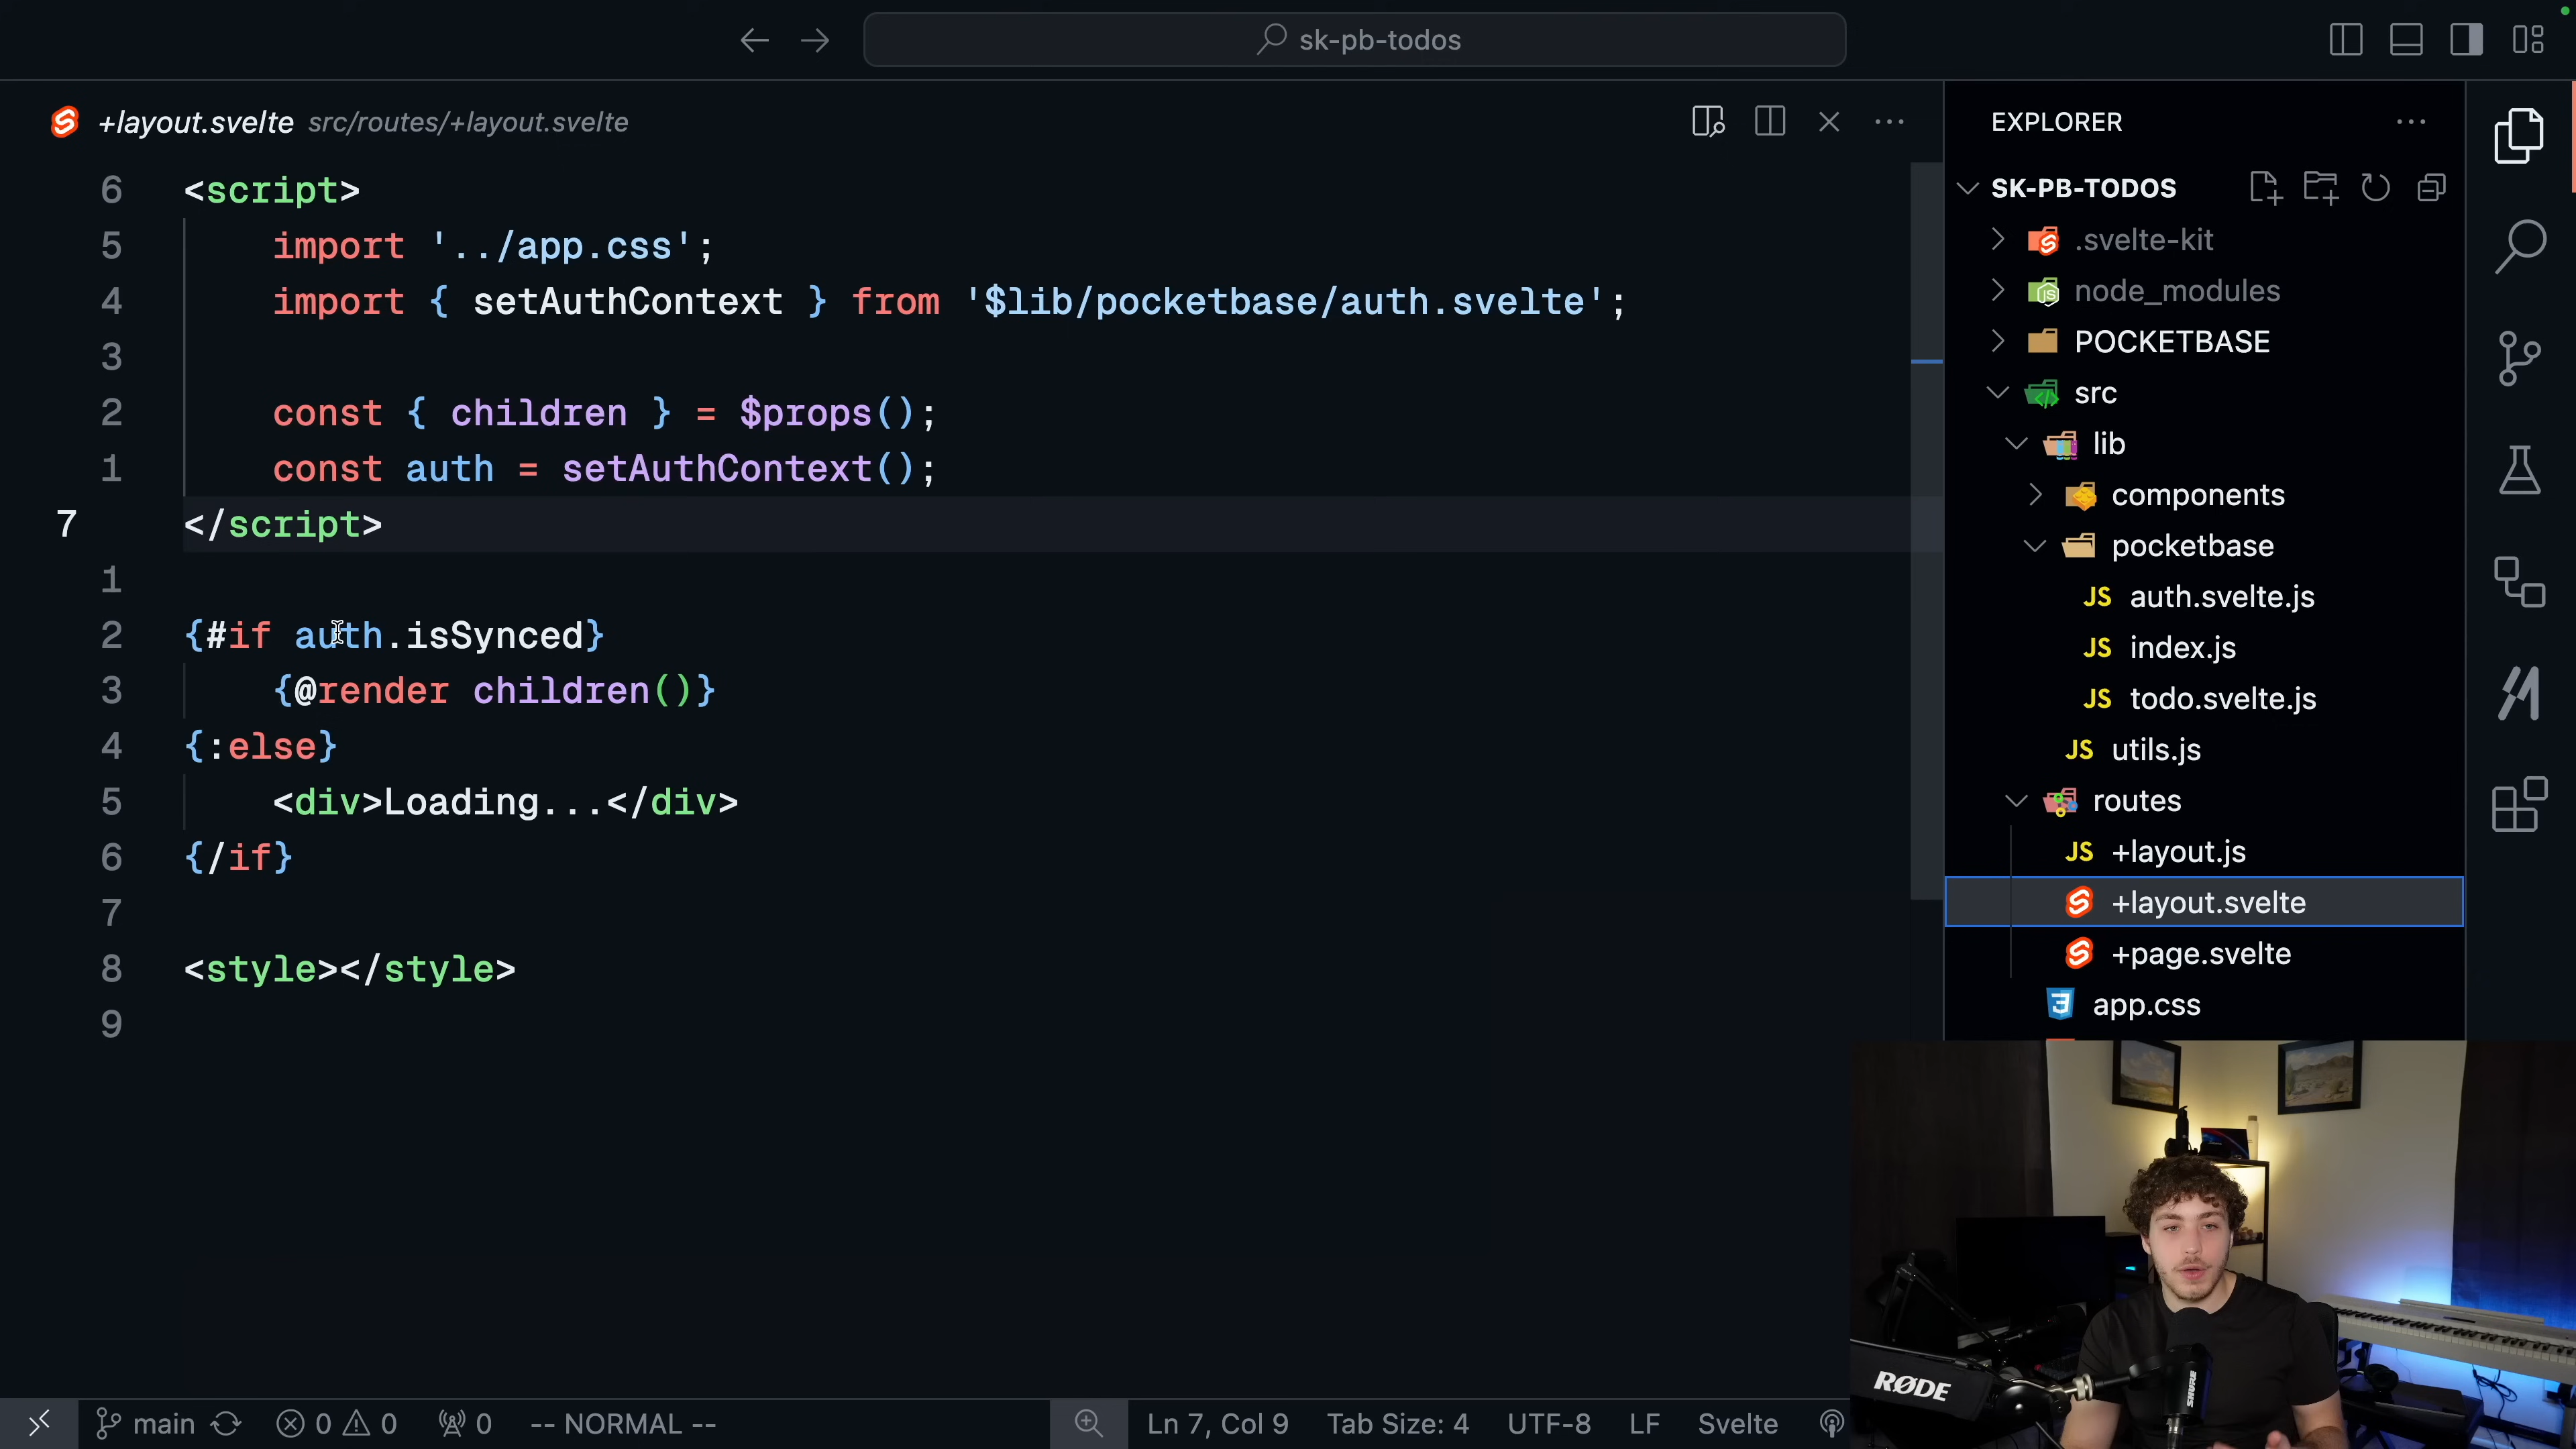 sk-pb-todos
+layout.svelte src/routes/+layout.svelte
6 <script>
5 import '../app.css';
4 import { setAuthContext } from '$lib/pocketbase/auth.svelte';
3
2 const { children } = $props();
1 const auth = setAuthContext();
7 </script>
1
2 {#if auth.isSynced}
3 {@render children()}
4 {:else}
5 <div>Loading...</div>
6 {/if}
7
8 <style></style>
9
EXPLORER
SK-PB-TODOS
.svelte-kit
node_modules
POCKETBASE
src
lib
components
pocketbase
JS auth.svelte.js
JS index.js
JS todo.svelte.js
JS utils.js
routes
JS +layout.js
+layout.svelte
+page.svelte
app.css
RØDE
SHURE
main 0 0 0 -- NORMAL -- Ln 7, Col 9 Tab Size: 4 UTF-8 LF Svelte